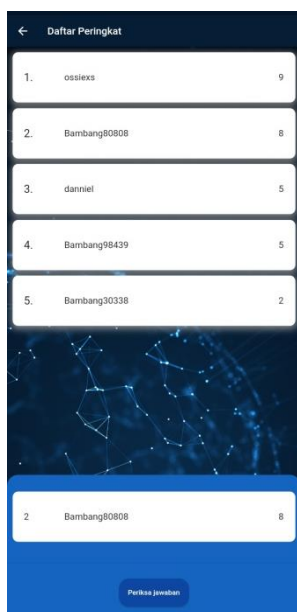 Daftar Peringkat
1. ossiexs 9
2. Bambang80808 8
3. danniel 5
4. Bambang98439 5
5. Bambang30338 2
2 Bambang80808 8
Periksa jawaban